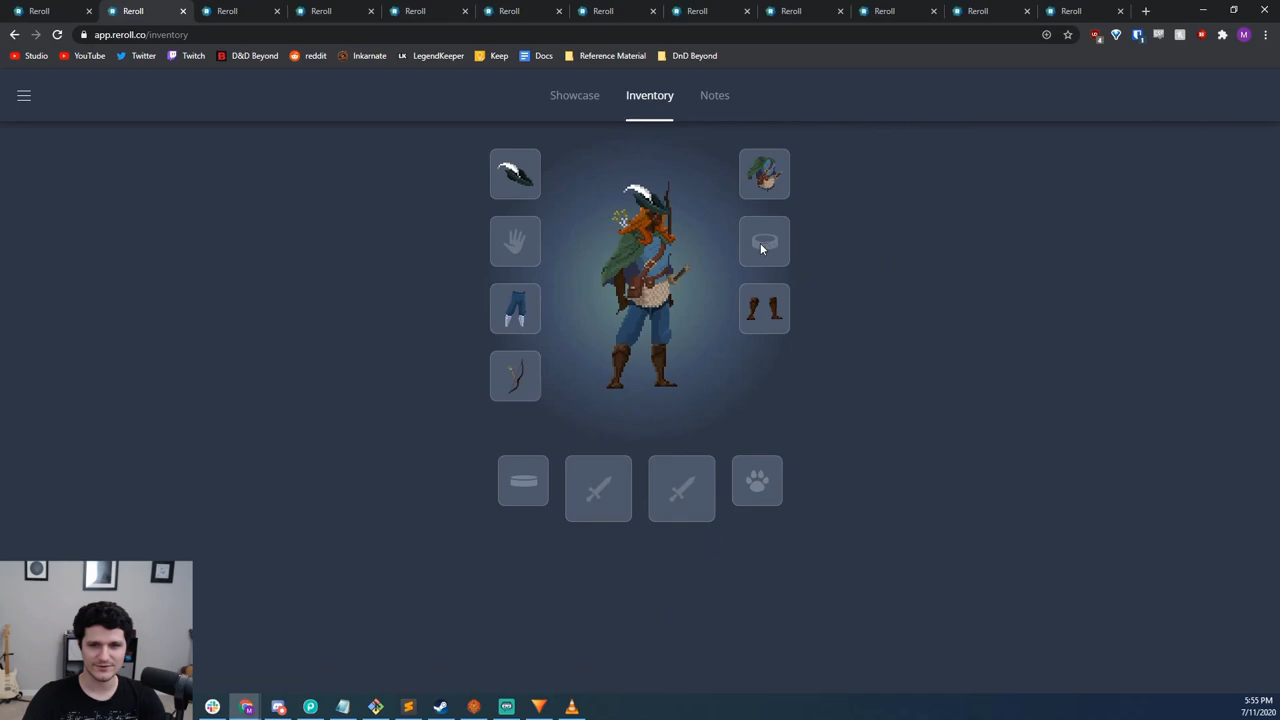 Reroll Reroll Reroll Reroll Reroll Reroll Reroll Reroll Reroll Reroll Reroll Reroll
app.reroll.co/inventory
Studio YouTube Twitter Twitch D&D Beyond reddit Inkarnate LK LegendKeeper Keep Docs Reference Material DnD Beyond
Showcase Inventory Notes
5:55 PM
7/11/2020